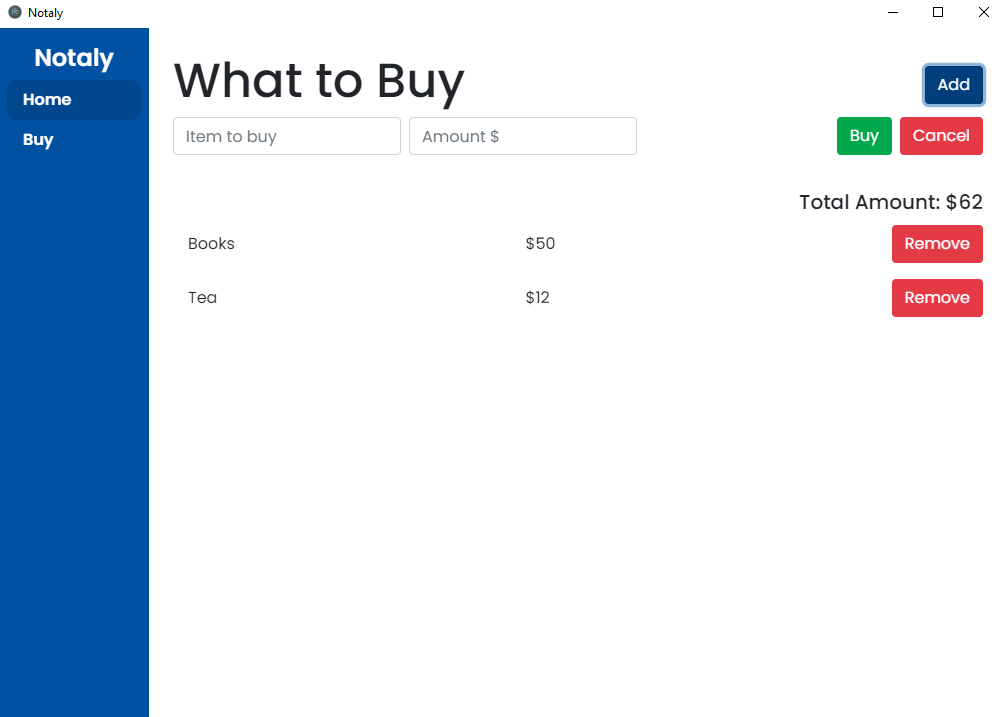 Notaly
Notaly
Home
Buy
What to Buy
Add
Item to buy
Amount $
Buy
Cancel
Total Amount: $62
Books
$50
Remove
Tea
$12
Remove